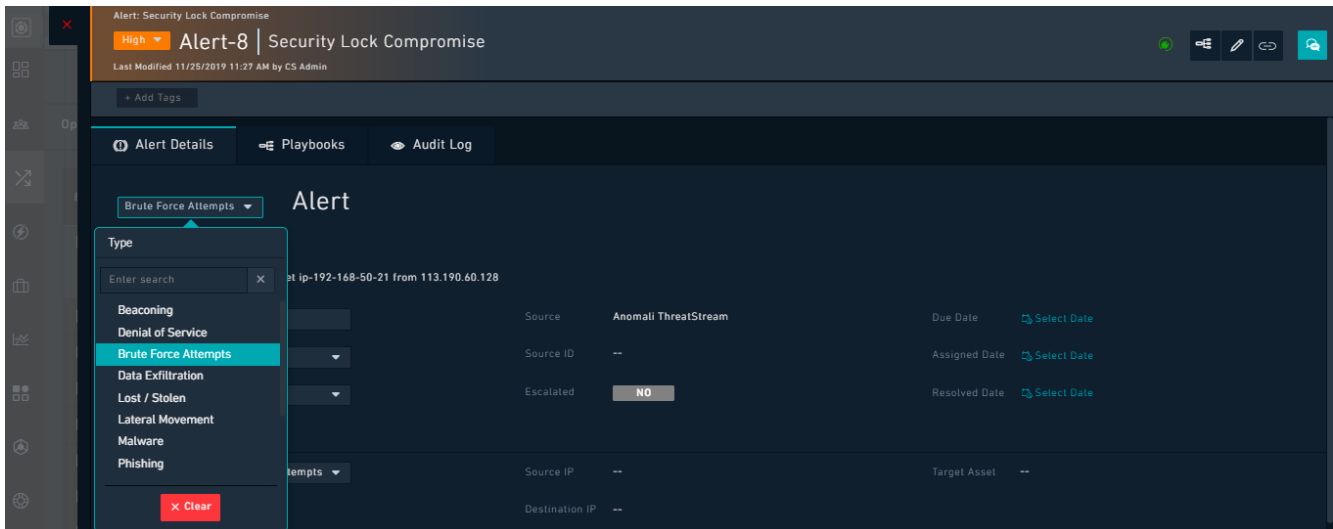 Alert: Security Lock Compromise
High Alert-8 | Security Lock Compromise
Last Modified 11/25/2019 11:27 AM by CS Admin
+ Add Tags
Op
Alert Details Playbooks Audit Log
Brute Force Attempts Alert
Type
Enter search
et ip-192-168-50-21 from 113.190.60.128
Beaconing
Denial of Service
Brute Force Attempts
Data Exfiltration
Lost / Stolen
Lateral Movement
Malware
Phishing
× Clear
Source Anomali ThreatStream Due Date Select Date
Source ID -- Assigned Date Select Date
Escalated NO Resolved Date Select Date
tempts Source IP -- Target Asset --
Destination IP --